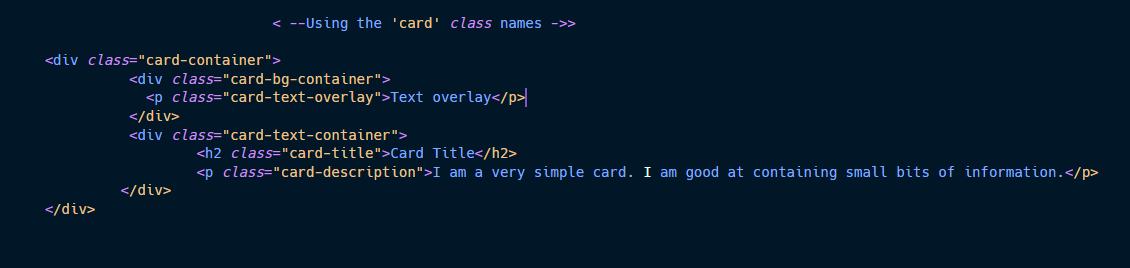 < --Using the 'card' class names ->>
<div class="card-container">
<div class="card-bg-container">
<p class="card-text-overlay">Text overlay</p>
</div>
<div class="card-text-container">
<h2 class="card-title">Card Title</h2>
<p class="card-description">I am a very simple card. I am good at containing small bits of information.</p>
</div>
</div>